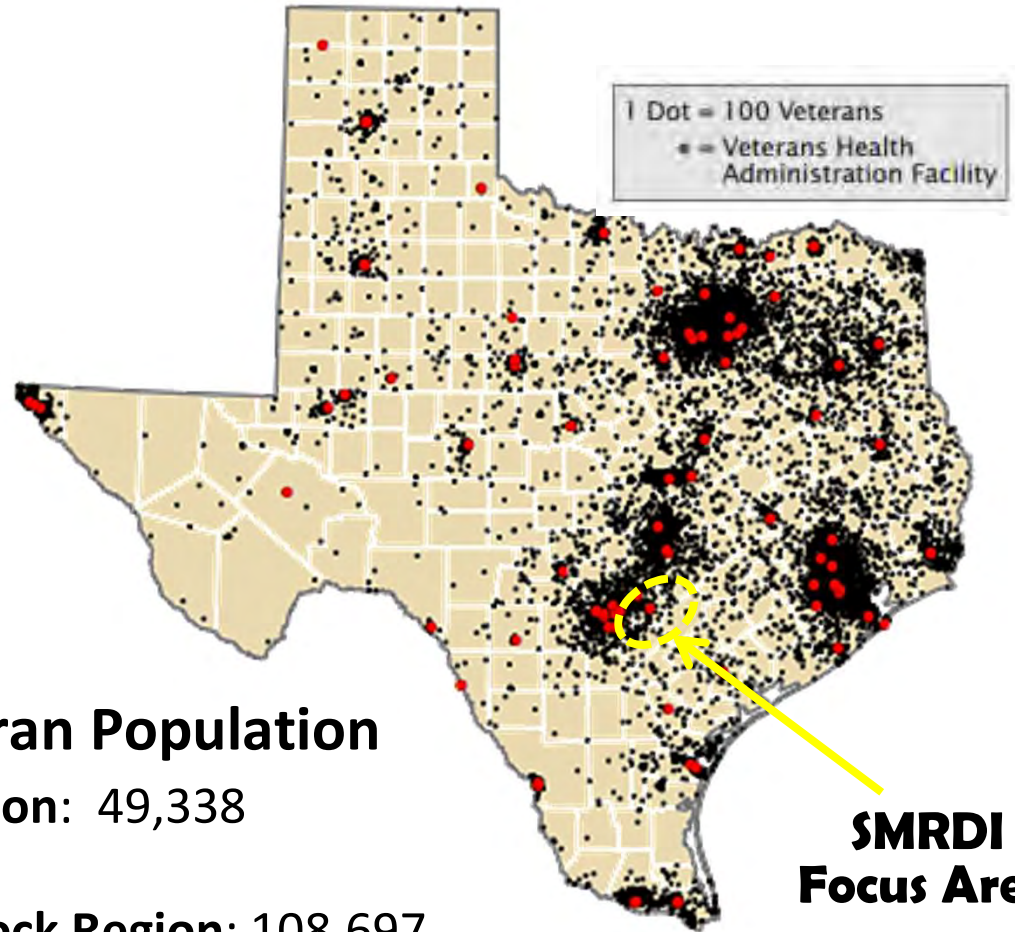 1 Dot = 100 Veterans
= Veterans Health
Administration Facility
ran Population
on: 49,338
SMRDI
Focus Are
ck Region: 108,697